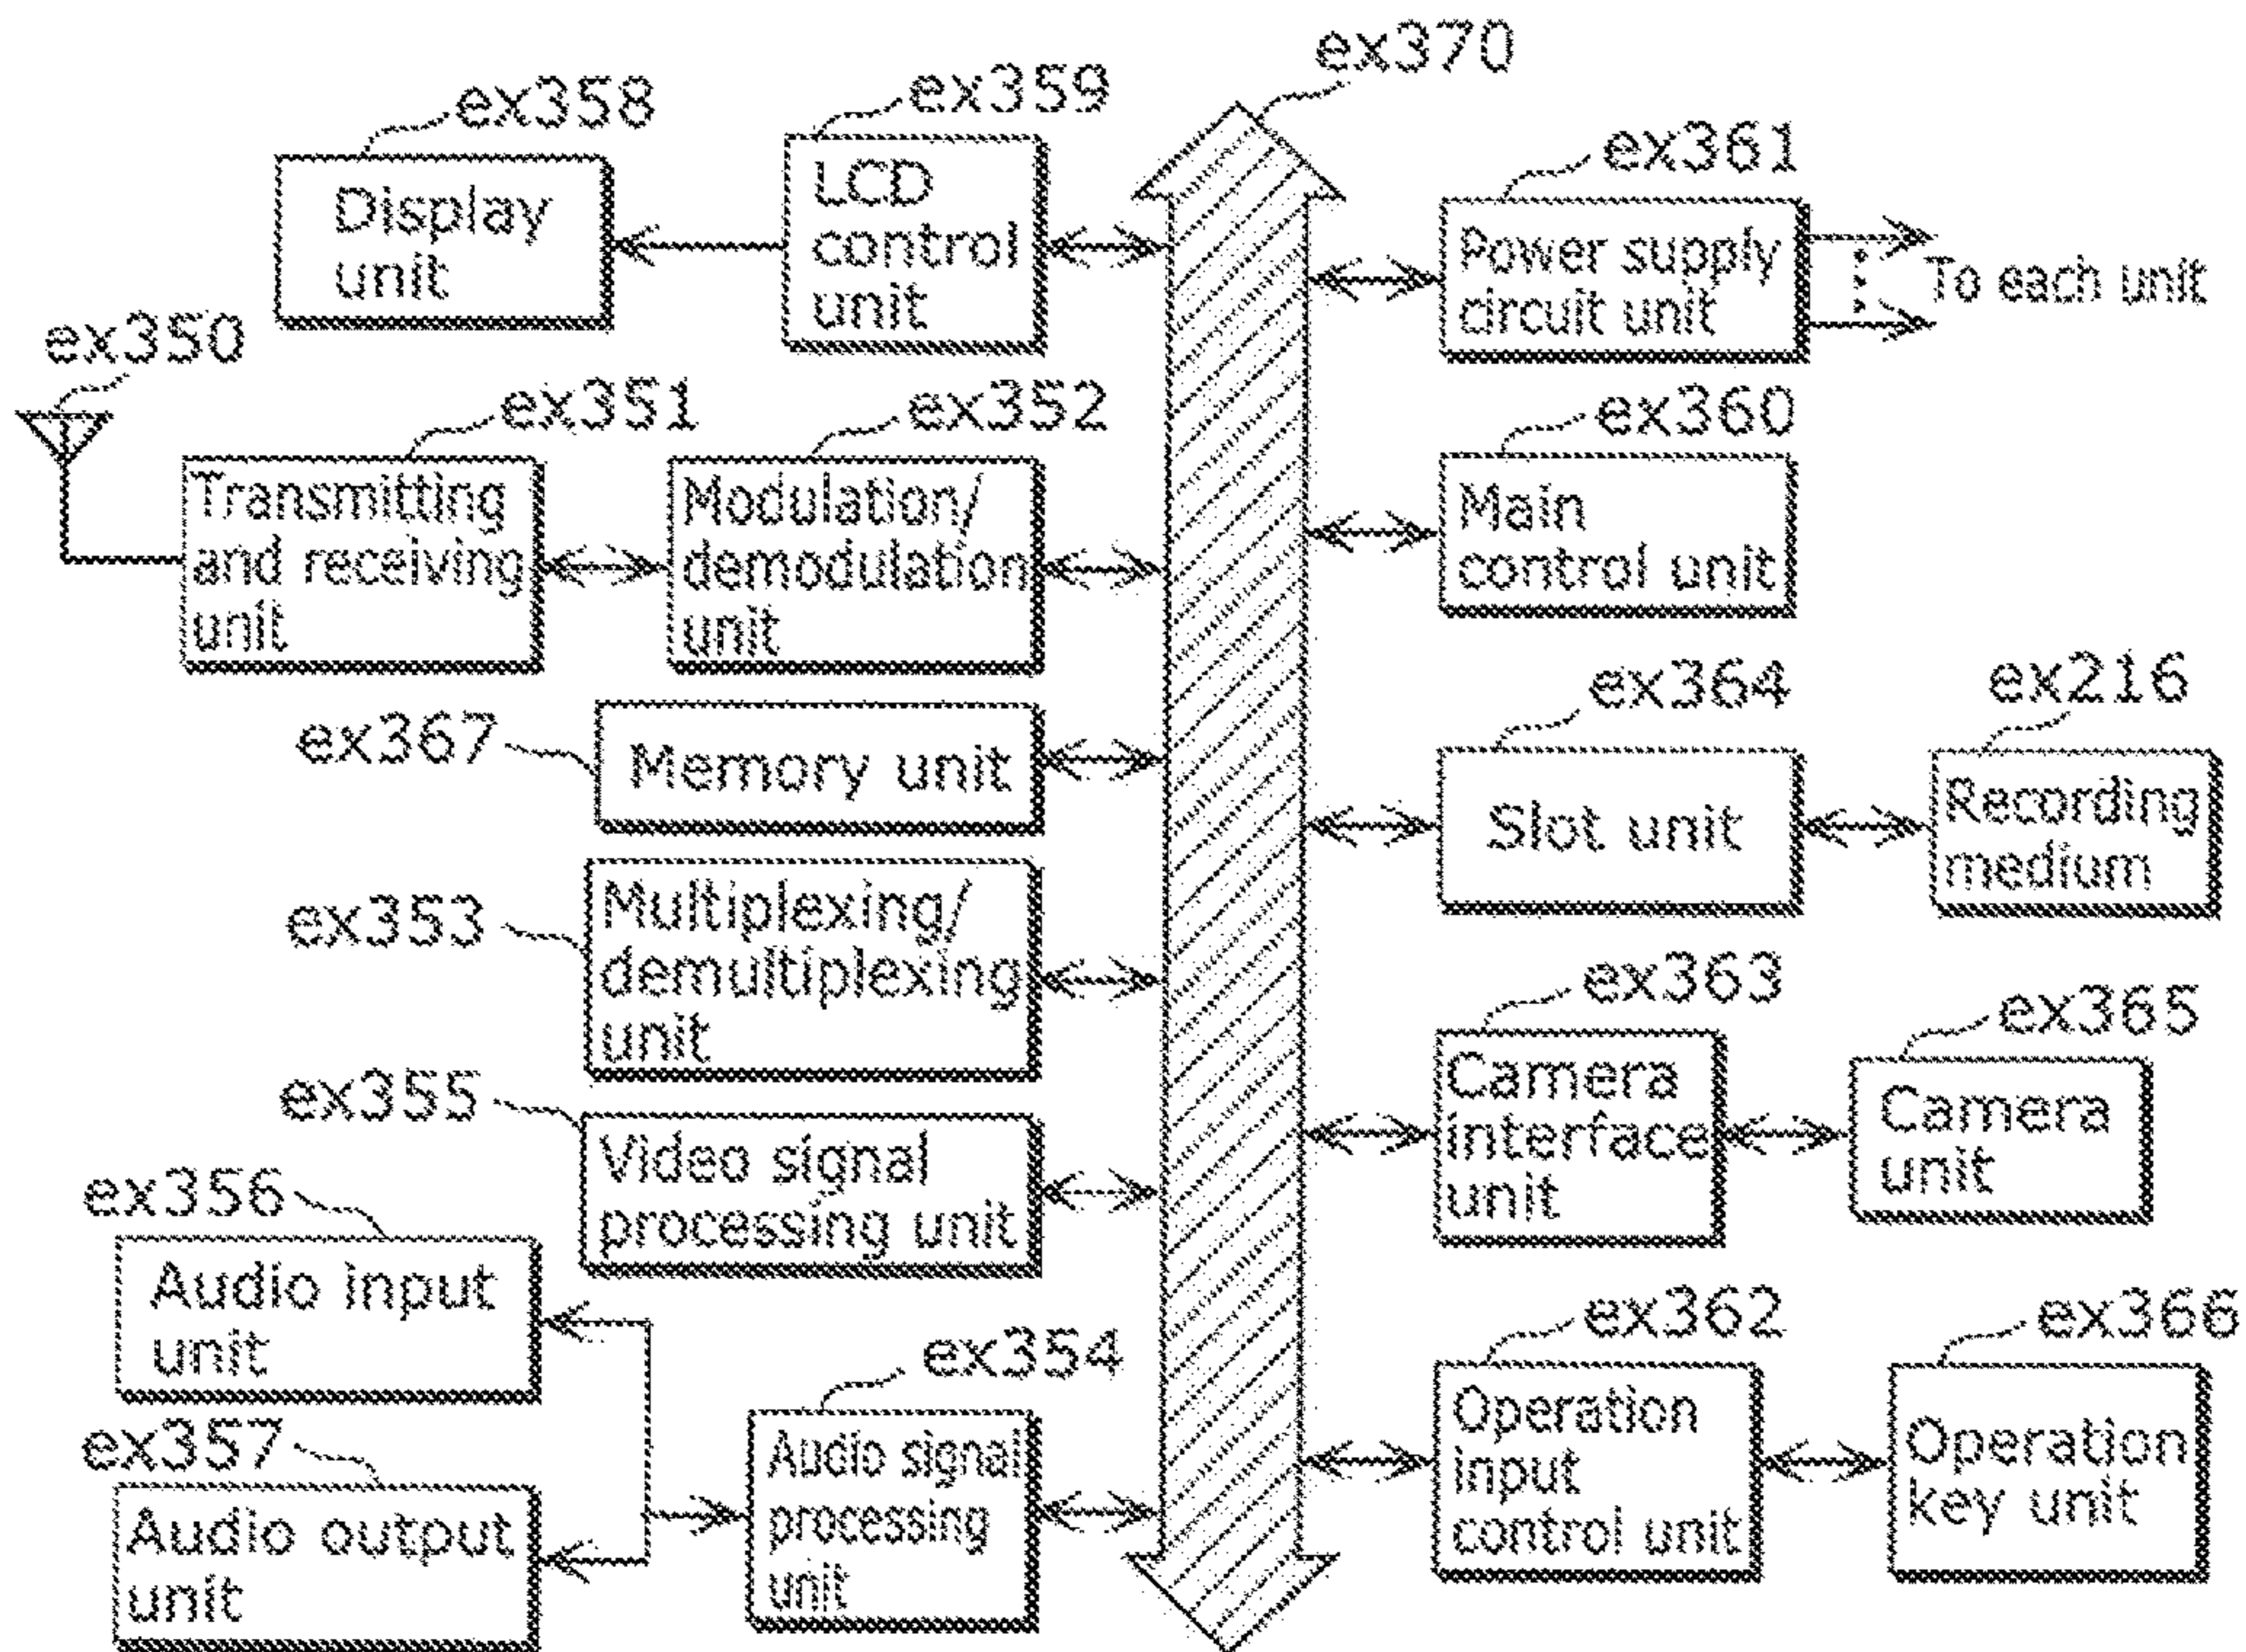 ex370
ex358
ex359
ex361
Display
unit
LCD
control
unit
Power supply
circuit unit
To each unit
ex350
ex351
ex352
ex360
Transmitting
and receiving
unit
Modulation/
demodulation
unit
Main
control unit
ex367
Memory unit
ex364
ex216
Slot unit
Recording
medium
ex353
Multiplexing/
demultiplexing
unit
ex363
ex365
Camera
interface
unit
Camera
unit
ex355
Video signal
processing unit
ex356
Audio input
unit
ex354
ex362
ex366
ex357
Audio output
unit
Audio signal
processing
unit
Operation
input
control unit
Operation
key unit